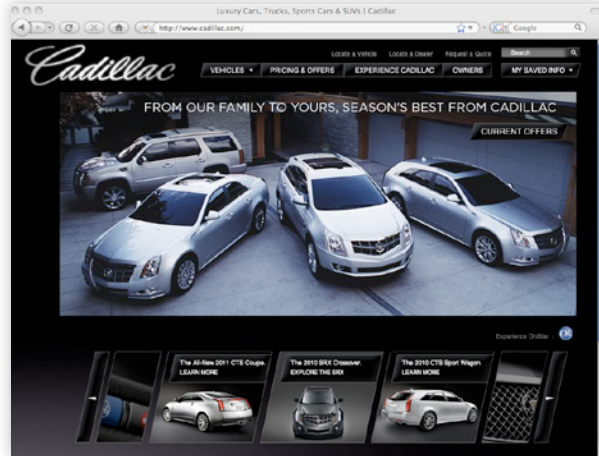 Luxury Cars, Trucks, Sports Cars & SUVs | Cadillac
http://www.cadillac.com/
Google
Locate a Vehicle Locate a Dealer Request a Quote Search
Cadillac
VEHICLES PRICING & OFFERS EXPERIENCE CADILLAC OWNERS MY SAVED INFO
FROM OUR FAMILY TO YOURS, SEASON'S BEST FROM CADILLAC
CURRENT OFFERS
Experience OnStar
The All-New 2011 CTS Coupe.
LEARN MORE
The 2010 SRX Crossover.
EXPLORE THE SRX
The 2010 CTS Sport Wagon
LEARN MORE